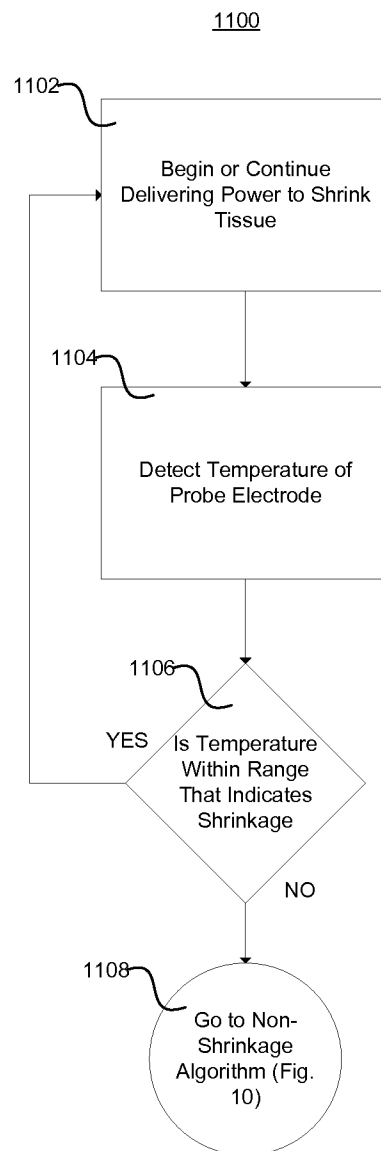 1100
1102
Begin or Continue
Delivering Power to Shrink
Tissue
1104
Detect Temperature of
Probe Electrode
1106
YES
Is Temperature
Within Range
That Indicates
Shrinkage
NO
1108
Go to Non-
Shrinkage
Algorithm (Fig.
10)